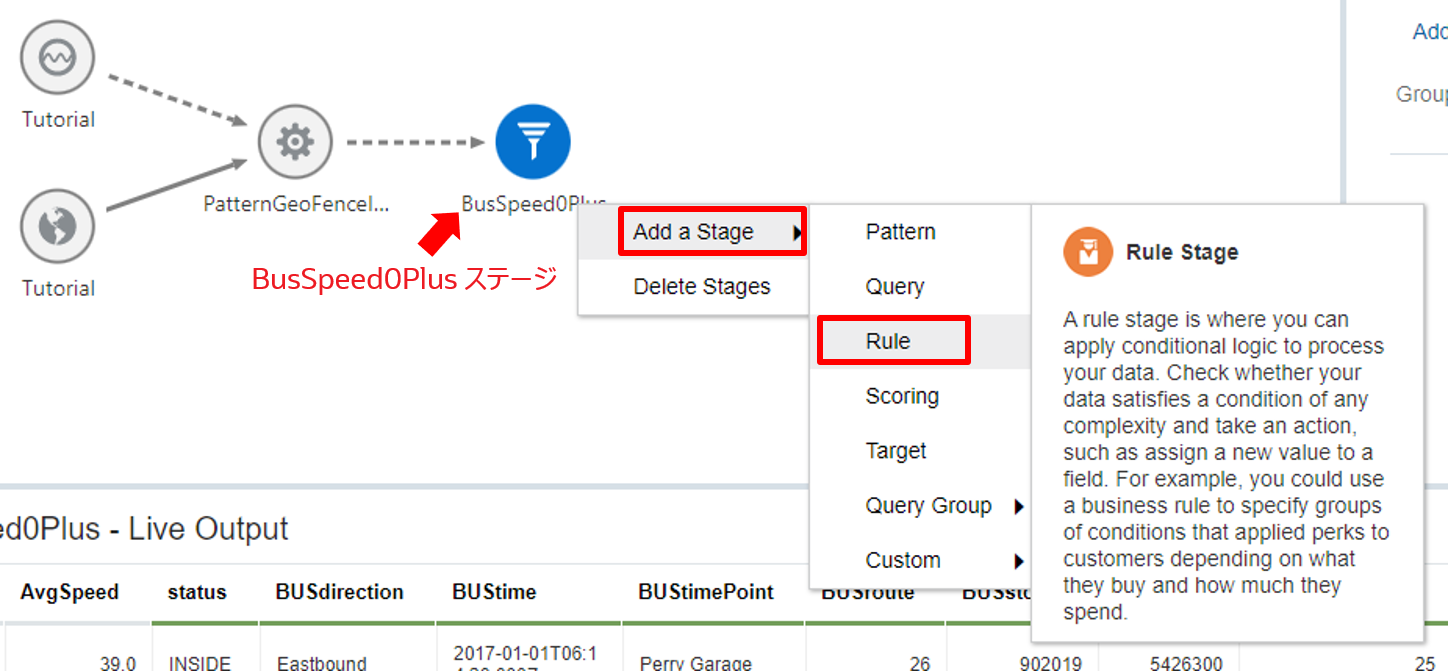 Tutorial
Add
Group
PatternGeoFenceI...
BusSpeed0Plus
BusSpeed0Plus ステージ
Tutorial
Add a Stage
Delete Stages
Pattern
Query
Rule
Scoring
Target
Query Group
Custom
Rule Stage
A rule stage is where you can
apply conditional logic to process
your data. Check whether your
data satisfies a condition of any
complexity and take an action,
such as assign a new value to a
field. For example, you could use
a business rule to specify groups
of conditions that applied perks to
customers depending on what
they buy and how much they
spend.
ed0Plus - Live Output
AvgSpeed status BUSdirection BUStime BUStimePoint BUSroute BUSsto
39.0 INSIDE Eastbound 2017-01-01T06:1 Perry Garage 26 902019 5426300 25